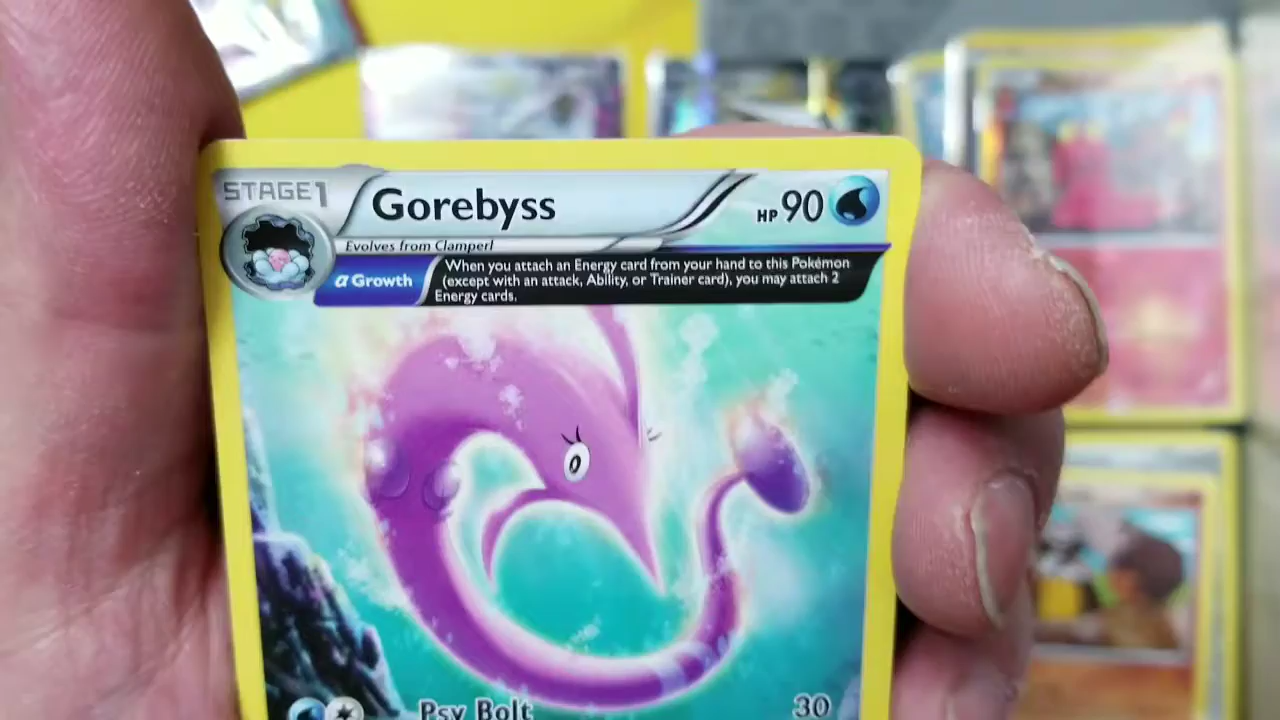 STAGE1
Gorebyss
HP 90
Evolves from Clamperl
α Growth
When you attach an Energy card from your hand to this Pokémon
(except with an attack, Ability, or Trainer card), you may attach 2
Energy cards.
Psy Bolt 30